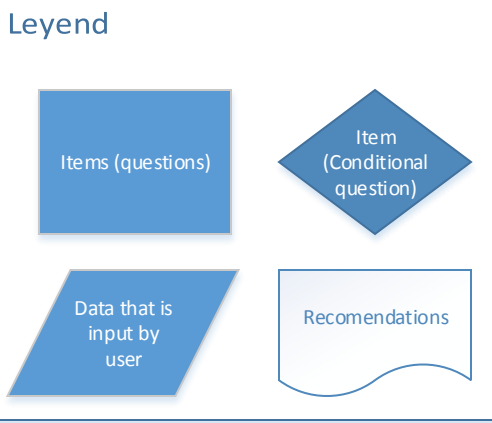 Leyend
Items (questions)
Item
(Conditional
question)
Data that is
input by
user
Recomendations